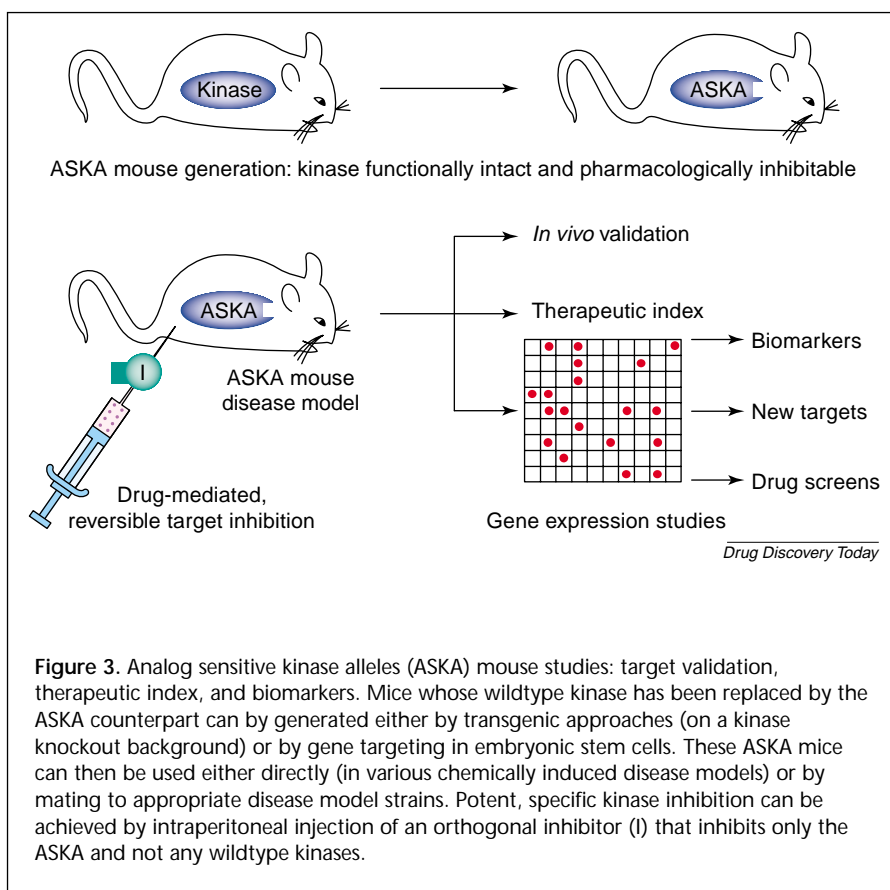 Kinase
ASKA
ASKA mouse generation: kinase functionally intact and pharmacologically inhibitable
In vivo validation
ASKA
Therapeutic index
Biomarkers
I
ASKA mouse
disease model
New targets
Drug screens
Drug-mediated,
reversible target inhibition
Gene expression studies
Drug Discovery Today
Figure 3. Analog sensitive kinase alleles (ASKA) mouse studies: target validation,
therapeutic index, and biomarkers. Mice whose wildtype kinase has been replaced by the
ASKA counterpart can by generated either by transgenic approaches (on a kinase
knockout background) or by gene targeting in embryonic stem cells. These ASKA mice
can then be used either directly (in various chemically induced disease models) or by
mating to appropriate disease model strains. Potent, specific kinase inhibition can be
achieved by intraperitoneal injection of an orthogonal inhibitor (I) that inhibits only the
ASKA and not any wildtype kinases.